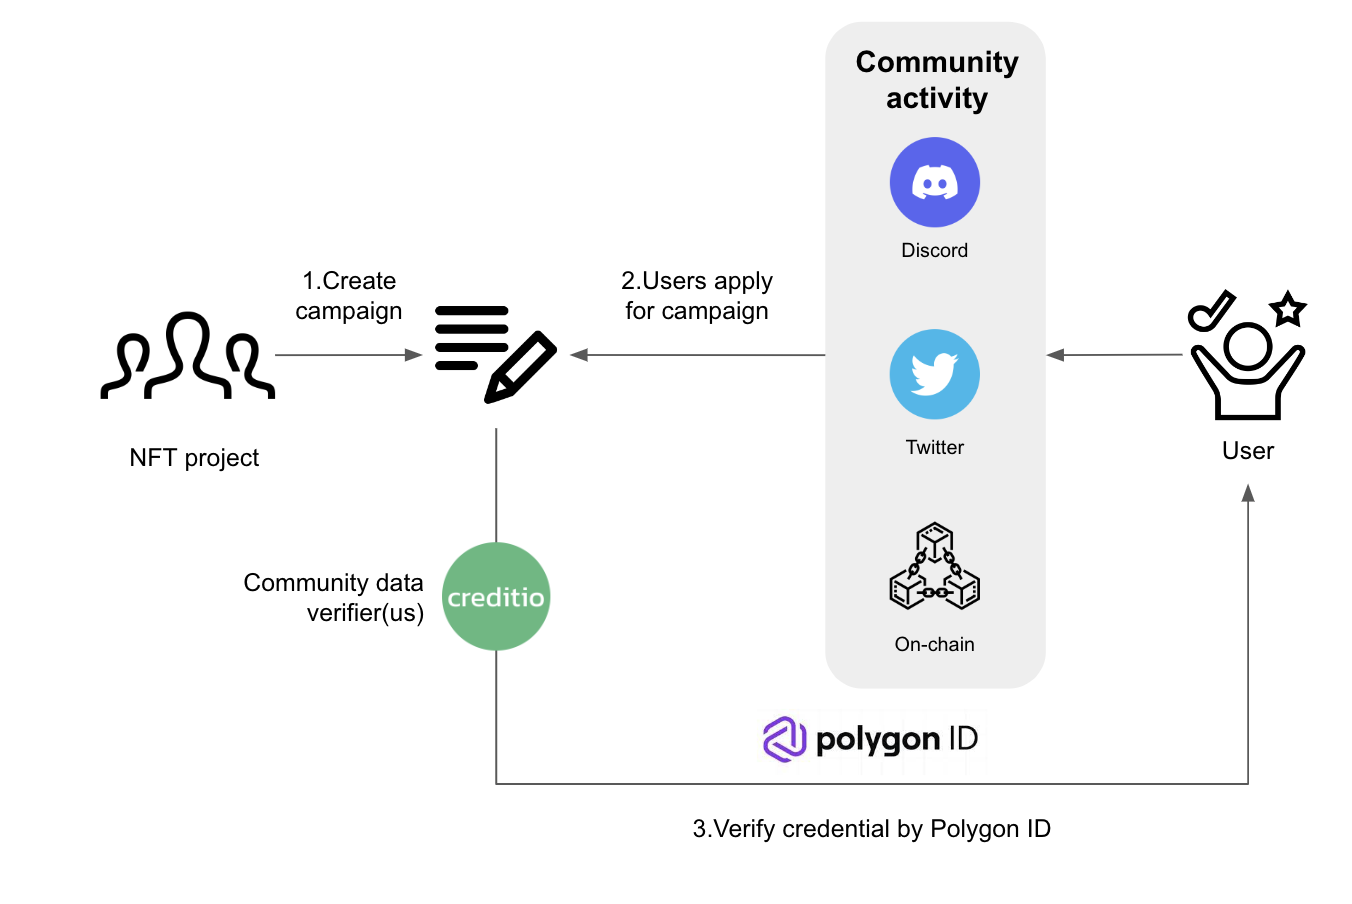 Community
activity
Discord
1.Create
campaign
2.Users apply
for campaign
Twitter
NFT project
User
Community data
verifier(us)
creditio
On-chain
polygon ID
3.Verify credential by Polygon ID